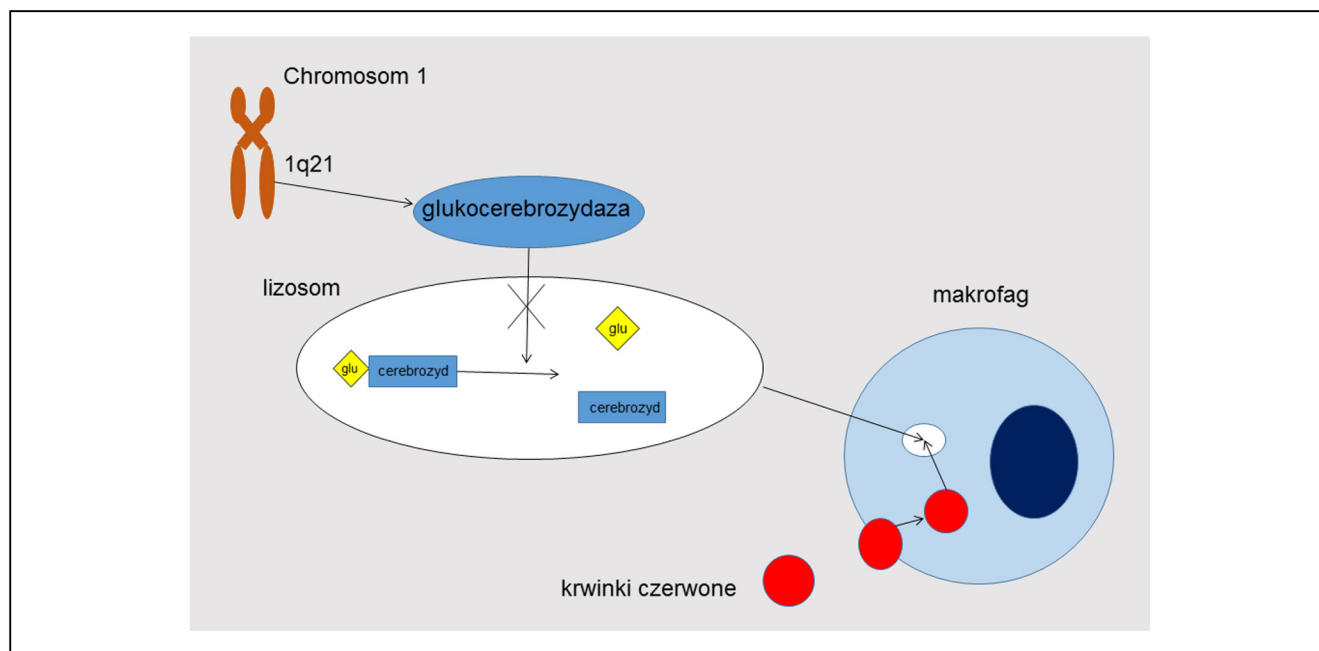 Chromosom 1
1q21
glukocerebrozydaza
lizosom
makrofag
glu
glu
cerebrozyd
cerebrozyd
krwinki czerwone